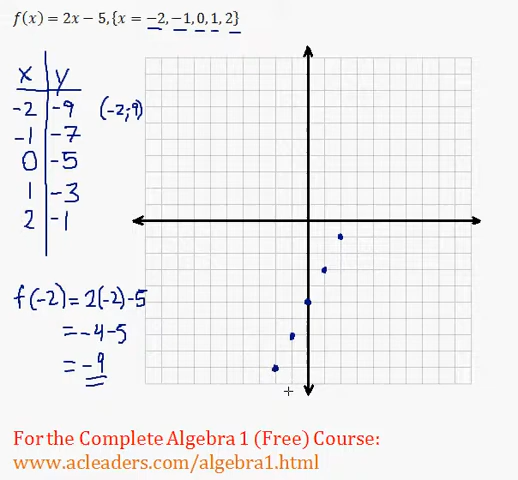 f(x) = 2x − 5, {x = −2, −1, 0, 1, 2}
x y
-2 -9 (-2,-9)
-1 -7
0 -5
1 -3
2 -1
f(-2) = 2(-2)-5
= -4-5
= -9
For the Complete Algebra 1 (Free) Course:
www.acleaders.com/algebra1.html